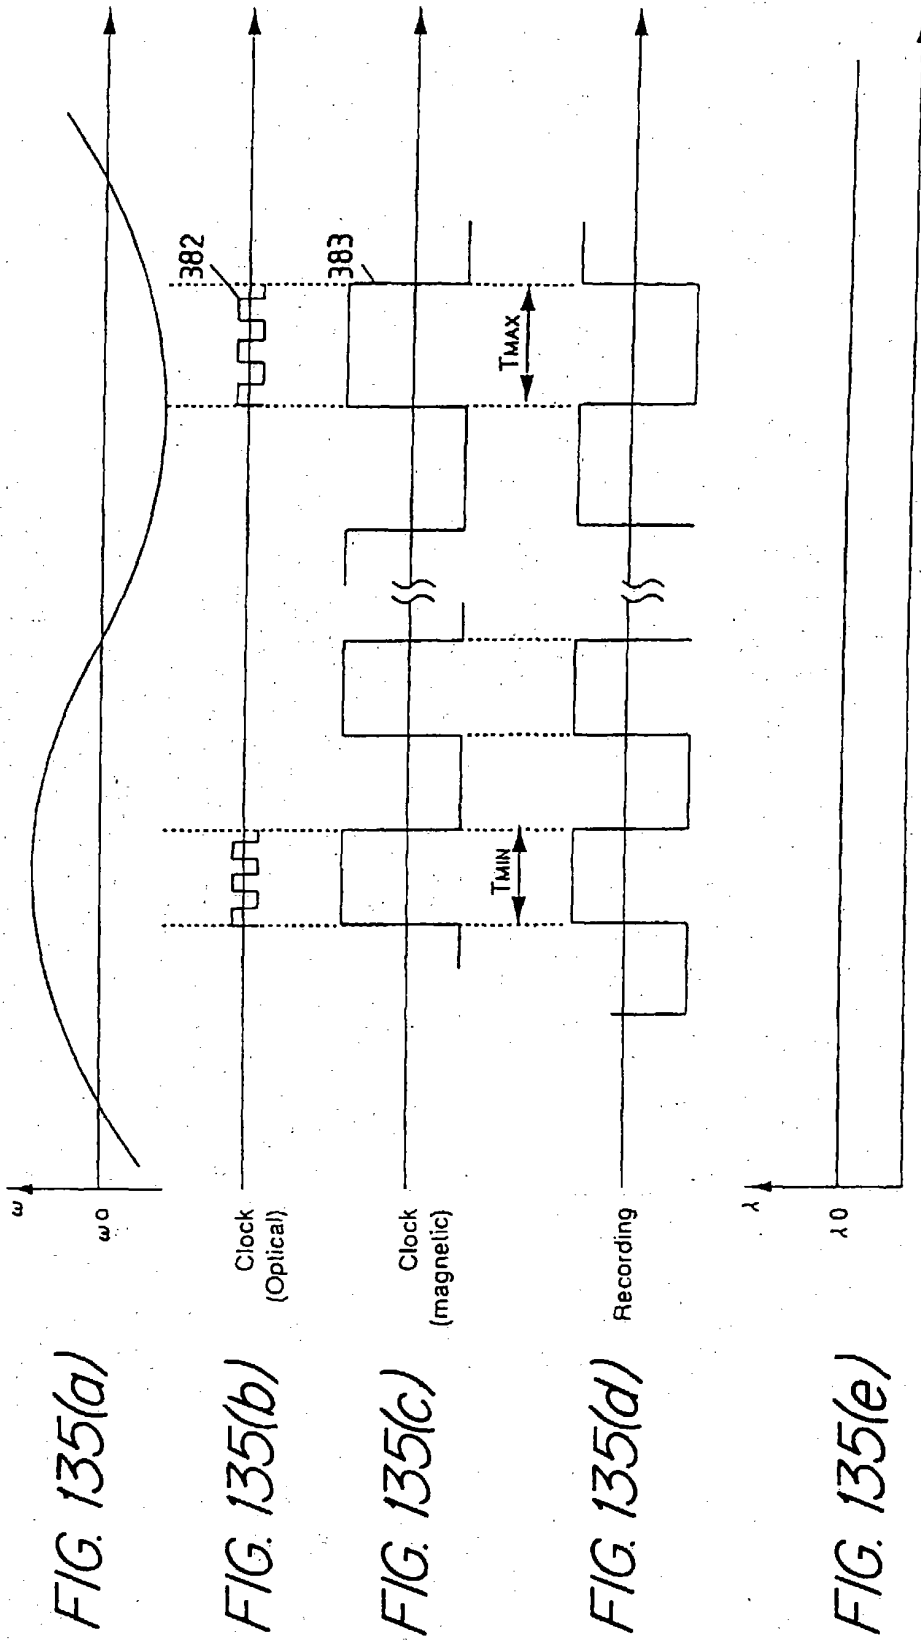 FIG. 135(a)
ω
ω0
FIG. 135(b)
Clock
(Optical)
382
FIG. 135(c)
Clock
(magnetic)
383
TMIN
TMAX
FIG. 135(d)
Recording
FIG. 135(e)
λ
λ0